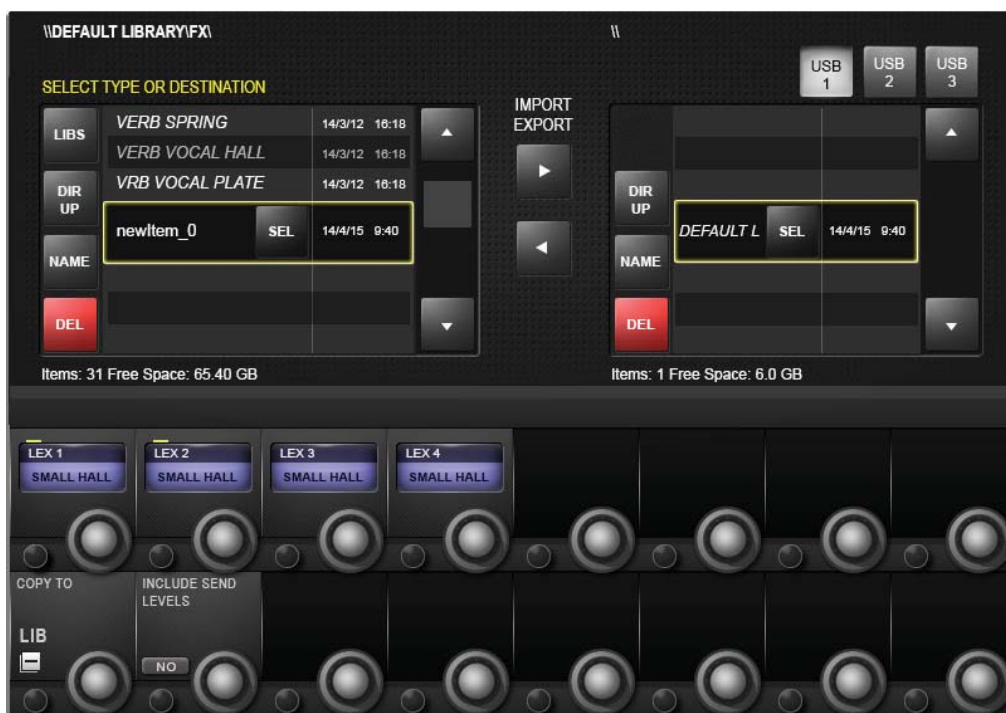 \\DEFAULT LIBRARY\FX\
\\
USB 1
USB 2
USB 3
SELECT TYPE OR DESTINATION
IMPORT
EXPORT
LIBS
DIR UP
NAME
DEL
VERB SPRING 14/3/12 16:18
VERB VOCAL HALL 14/3/12 16:18
VRB VOCAL PLATE 14/3/12 16:18
newItem_0 SEL 14/4/15 9:40
DIR UP
NAME
DEL
DEFAULT L SEL 14/4/15 9:40
Items: 31 Free Space: 65.40 GB
Items: 1 Free Space: 6.0 GB
LEX 1
SMALL HALL
LEX 2
SMALL HALL
LEX 3
SMALL HALL
LEX 4
SMALL HALL
COPY TO
LIB
INCLUDE SEND
LEVELS
NO